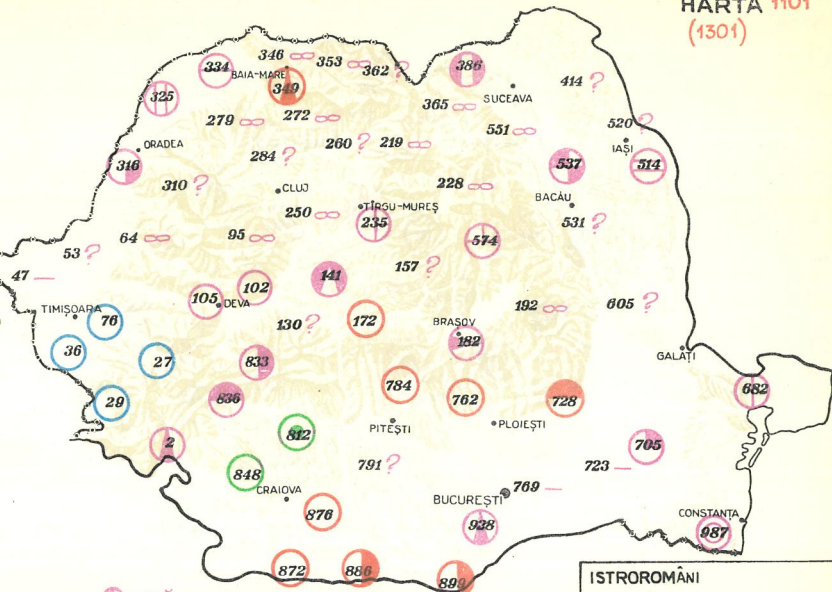 HARTA 1101
(1301)
346 ∞ 353 ∞ 362 ? 386
334 BAIA-MARE 349 414 ?
325 SUCEAVA
365 ∞
279 ∞ 272 ∞ 551 ∞ 520 ?
ORADEA 260 ? 219 ∞ IAȘI
316 284 ? 537 514
310 ? CLUJ 228 ∞
TÎRGU-MUREȘ BACĂU
250 ∞ 235 531 ?
64 ∞ 95 ∞ 574
53 ?
47 — 141 157 ?
105 102 DEVA 192 ∞ 605 ?
TIMIȘOARA 76 130 ? 172 BRAȘOV
182
36 27 833 GALAȚI
29 836 784 762 728 682
2 812 PITEȘTI PLOIEȘTI 705
848 791 ? 723 —
CRAIOVA BUCUREȘTI 769 —
876 938 CONSTANȚA
987
872 886 899
ISTROROMÂNI